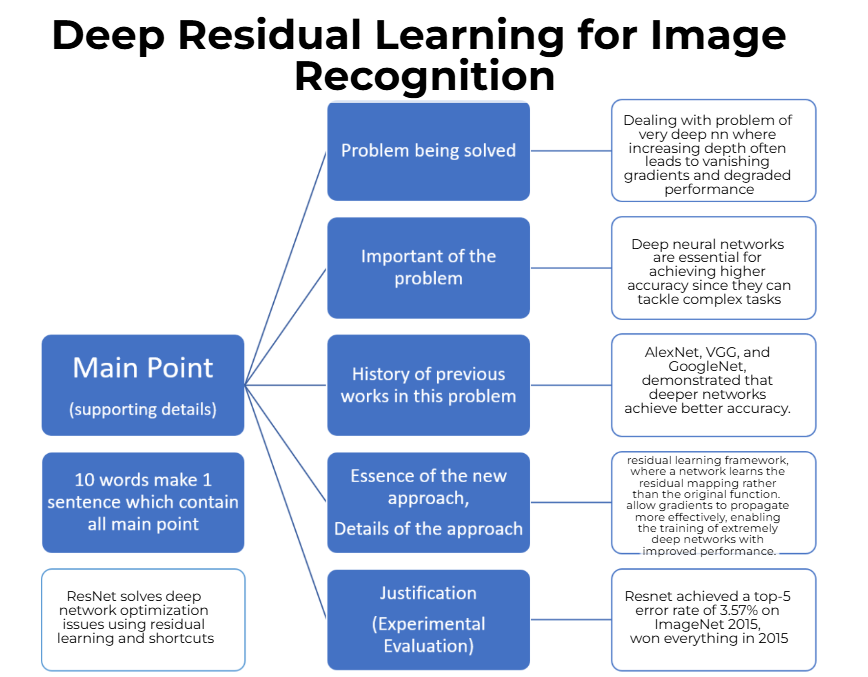 Deep Residual Learning for Image
Recognition
Problem being solved
Dealing with problem of
very deep nn where
increasing depth often
leads to vanishing
gradients and degraded
performance
Important of the
problem
Deep neural networks
are essential for
achieving higher
accuracy since they can
tackle complex tasks
Main Point
(supporting details)
History of previous
works in this problem
AlexNet, VGG, and
GoogleNet,
demonstrated that
deeper networks
achieve better accuracy.
10 words make 1
sentence which contain
all main point
Essence of the new
approach,
Details of the approach
residual learning framework,
where a network learns the
residual mapping rather
than the original function.
allow gradients to propagate
more effectively, enabling
the training of extremely
deep networks with
improved performance.
ResNet solves deep
network optimization
issues using residual
learning and shortcuts
Justification
(Experimental
Evaluation)
Resnet achieved a top-5
error rate of 3.57% on
ImageNet 2015,
won everything in 2015